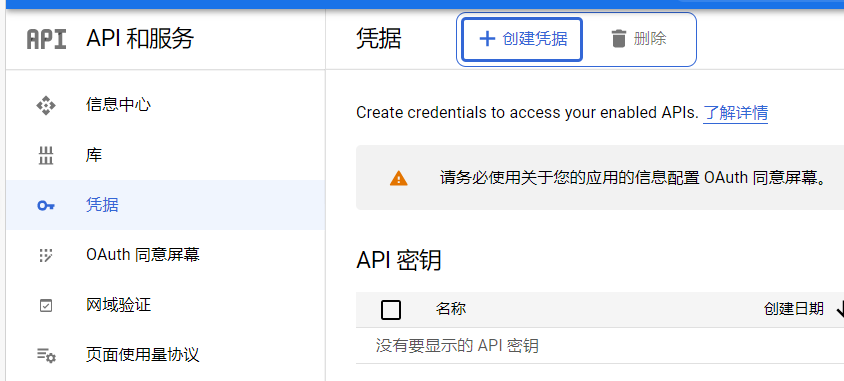 API API 和服务 凭据 创建凭据 删除
信息中心
Create credentials to access your enabled APIs. 了解详情
库
请务必使用关于您的应用的信息配置 OAuth 同意屏幕。
凭据
OAuth 同意屏幕
API 密钥
网域验证
名称 创建日期
没有要显示的 API 密钥
页面使用量协议